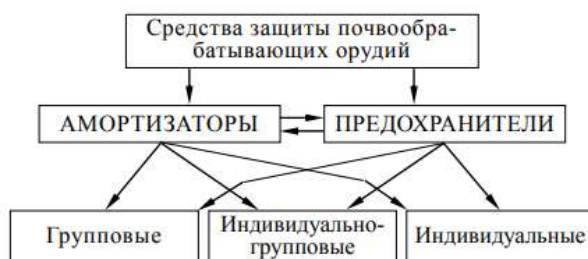 Средства защиты почвообра-
батывающих орудий
АМОРТИЗАТОРЫ
ПРЕДОХРАНИТЕЛИ
Групповые
Индивидуально-
групповые
Индивидуальные